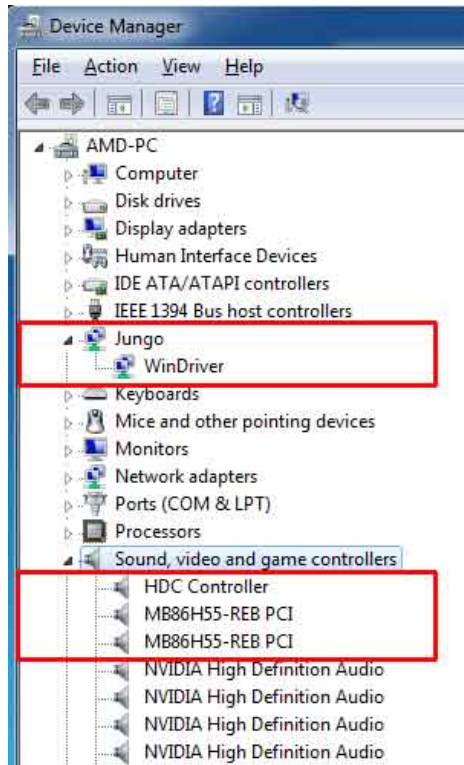 Device Manager
File Action View Help
AMD-PC
Computer
Disk drives
Display adapters
Human Interface Devices
IDE ATA/ATAPI controllers
IEEE 1394 Bus host controllers
Jungo
WinDriver
Keyboards
Mice and other pointing devices
Monitors
Network adapters
Ports (COM & LPT)
Processors
Sound, video and game controllers
HDC Controller
MB86H55-REB PCI
MB86H55-REB PCI
NVIDIA High Definition Audio
NVIDIA High Definition Audio
NVIDIA High Definition Audio
NVIDIA High Definition Audio